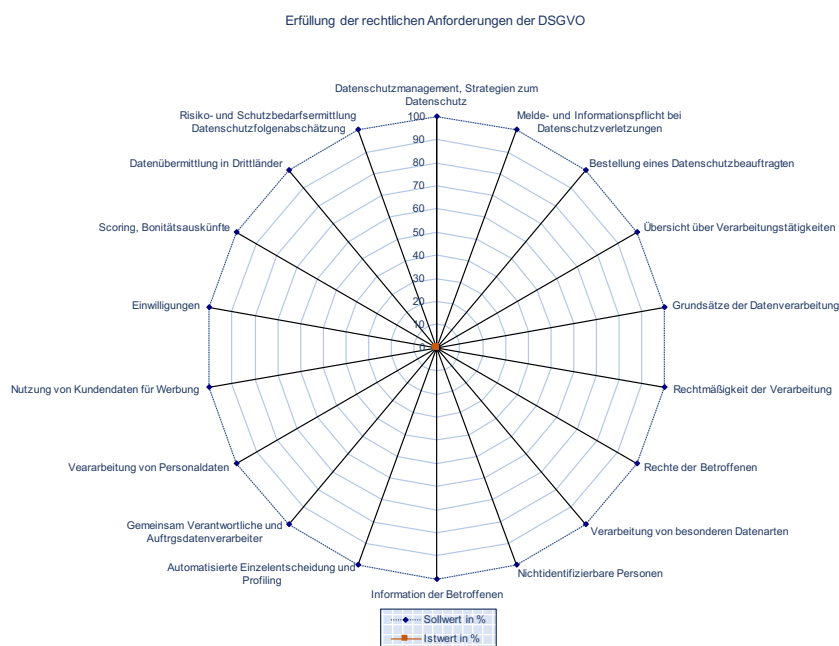 Erfüllung der rechtlichen Anforderungen der DSGVO
Datenschutzmanagement, Strategien zum
Datenschutz
Melde- und Informationspflicht bei
Datenschutzverletzungen
Bestellung eines Datenschutzbeauftragten
Übersicht über Verarbeitungstätigkeiten
Grundsätze der Datenverarbeitung
Rechtmäßigkeit der Verarbeitung
Rechte der Betroffenen
Verarbeitung von besonderen Datenarten
Nichtidentifizierbare Personen
Information der Betroffenen
Automatisierte Einzelentscheidung und
Profiling
Gemeinsam Verantwortliche und
Auftrgsdatenverarbeiter
Veararbeitung von Personaldaten
Nutzung von Kundendaten für Werbung
Einwilligungen
Scoring, Bonitätsauskünfte
Datenübermittlung in Drittländer
Risiko- und Schutzbedarfsermittlung
Datenschutzfolgenabschätzung
100
90
80
70
60
50
40
30
20
10
0
Sollwert in %
Istwert in %